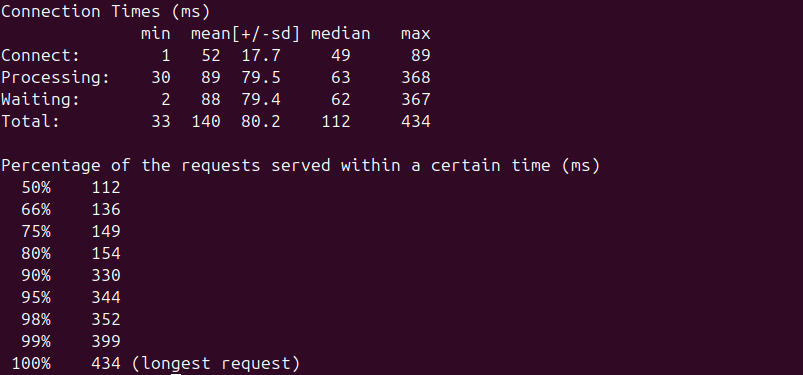 Connection Times (ms)
              min  mean[+/-sd] median   max
Connect:        1   52  17.7     49      89
Processing:    30   89  79.5     63     368
Waiting:        2   88  79.4     62     367
Total:         33  140  80.2    112     434

Percentage of the requests served within a certain time (ms)
  50%    112
  66%    136
  75%    149
  80%    154
  90%    330
  95%    344
  98%    352
  99%    399
 100%    434 (longest request)